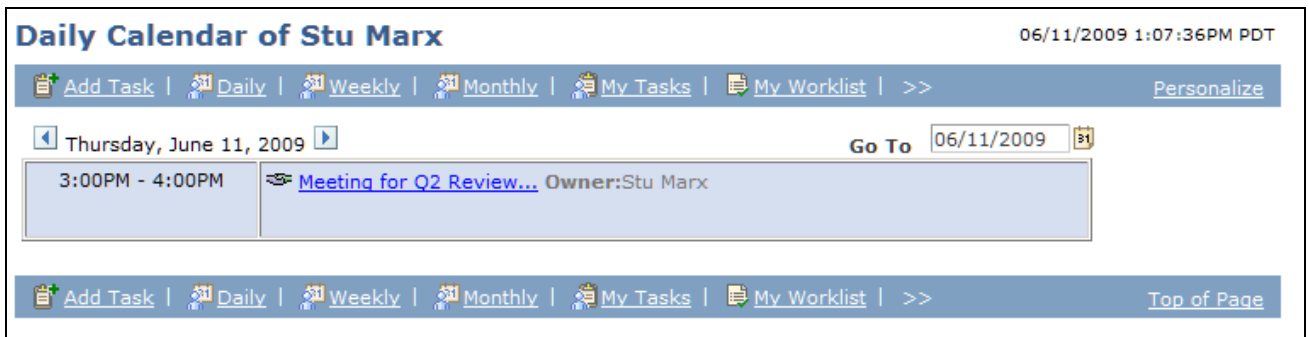 Daily Calendar of Stu Marx 06/11/2009 1:07:36PM PDT
Add Task | Daily | Weekly | Monthly | My Tasks | My Worklist | >> Personalize
Thursday, June 11, 2009 Go To 06/11/2009
3:00PM - 4:00PM Meeting for Q2 Review... Owner:Stu Marx
Add Task | Daily | Weekly | Monthly | My Tasks | My Worklist | >> Top of Page